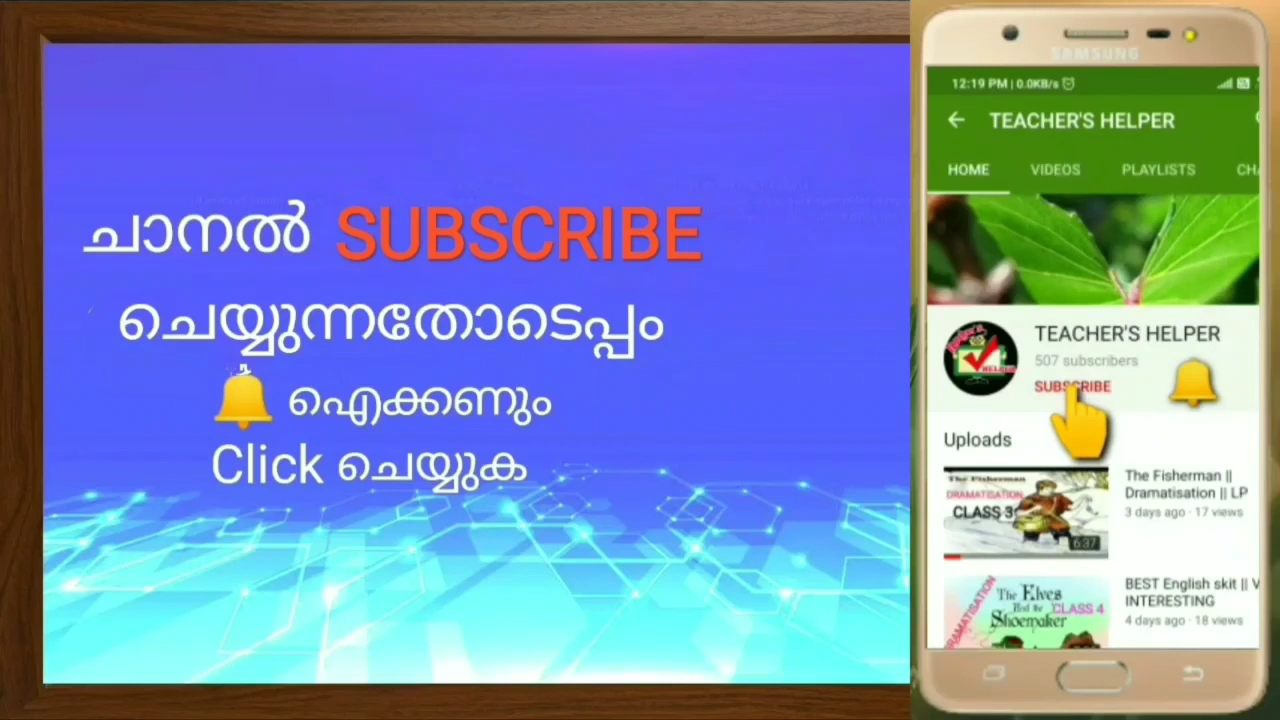 ചാനൽ SUBSCRIBE
ചെയ്യുന്നതോടെപ്പം
🔔 ഐക്കണും
Click ചെയ്യുക
SAMSUNG
12:19 PM | 0.0KB/s
TEACHER'S HELPER
HOME VIDEOS PLAYLISTS CH
TEACHER'S HELPER
507 subscribers
SUBSCRIBE
Uploads
The Fisherman
DRAMATISATION
CLASS 3
6:37
The Fisherman ||
Dramatisation || LP
3 days ago · 17 views
DRAMATISATION
The Elves
And the
Shoemaker
CLASS 4
BEST English skit || V
INTERESTING
4 days ago · 18 views